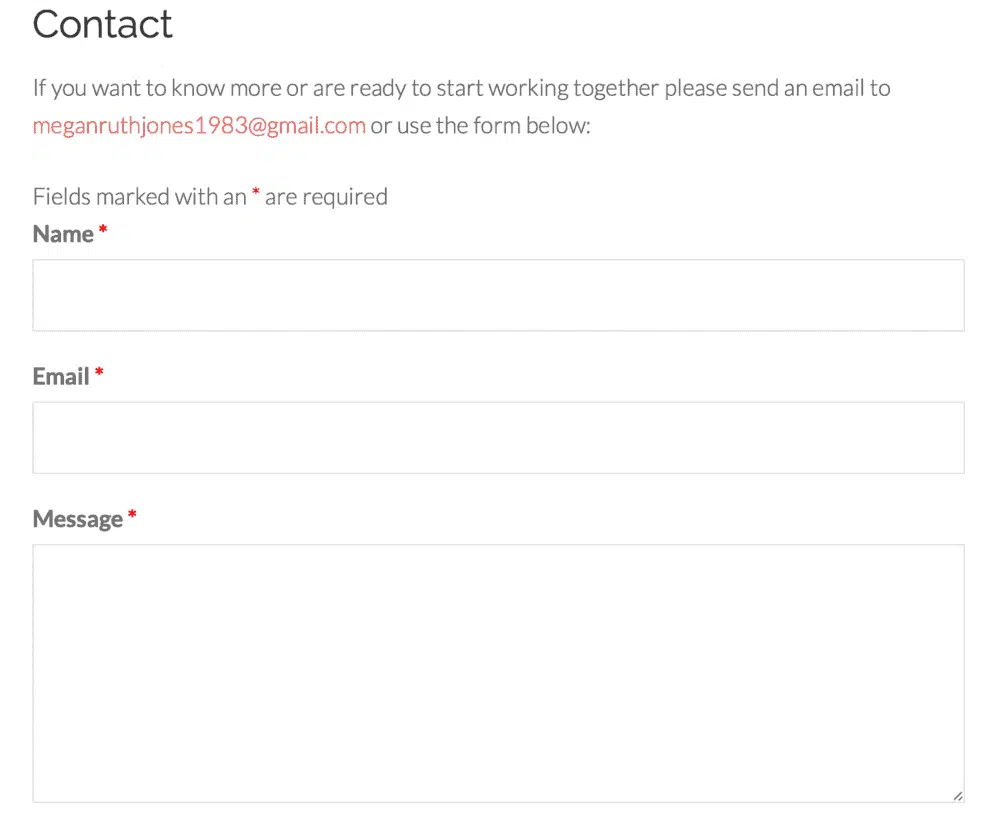 Contact
If you want to know more or are ready to start working together please send an email to
meganruthjones1983@gmail.com or use the form below:
Fields marked with an * are required
Name *
Email *
Message *